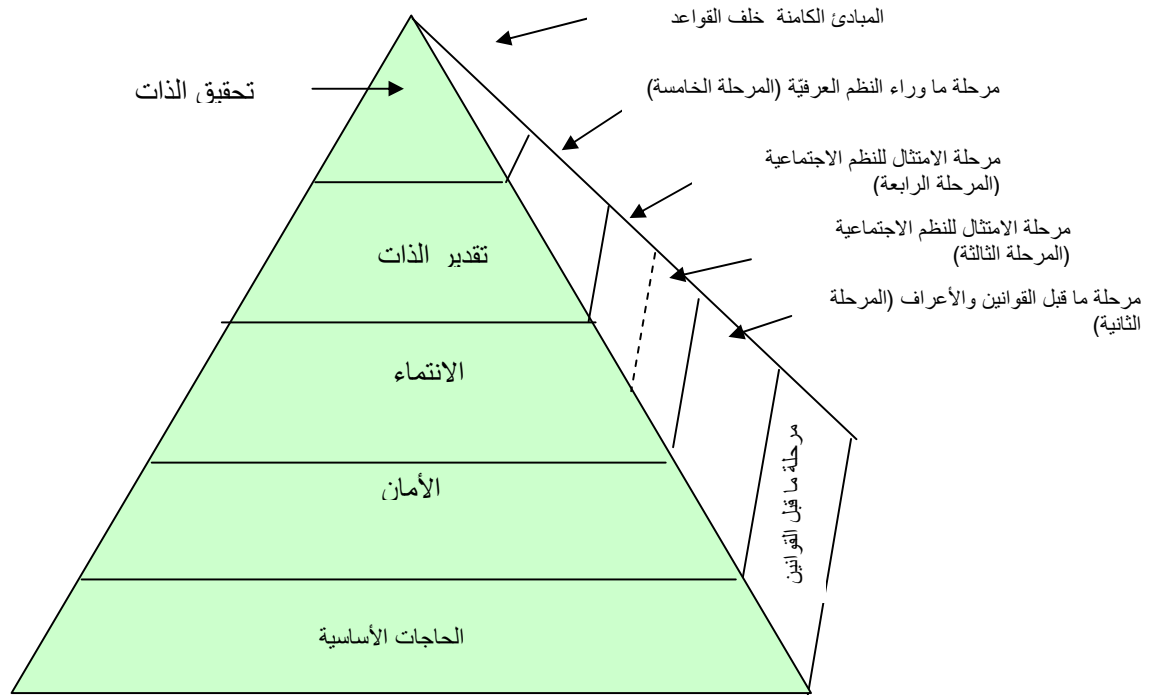 المبادئ الكامنة خلف القواعد
تحقيق الذات
مرحلة ما وراء النظم العرفيّة (المرحلة الخامسة)
مرحلة الامتثال للنظم الاجتماعية
(المرحلة الرابعة)
مرحلة الامتثال للنظم الاجتماعية
(المرحلة الثالثة)
تقدير الذات
مرحلة ما قبل القوانين والأعراف (المرحلة
الثانية)
الانتماء
مرحلة ما قبل القوانين
الأمان
الحاجات الأساسية